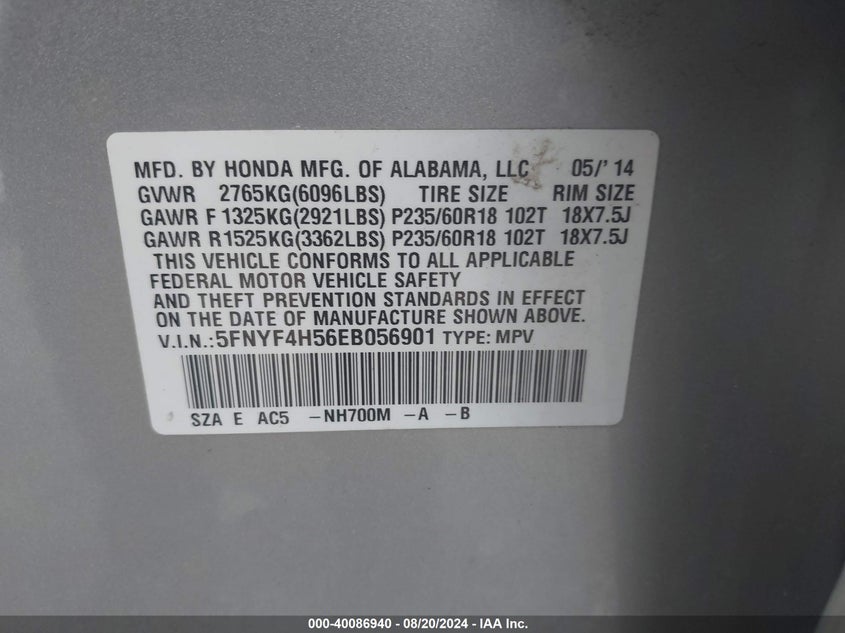 MFD. BY HONDA MFG. OF ALABAMA, LLC 05/'14
GVWR 2765KG(6096LBS) TIRE SIZE RIM SIZE
GAWR F 1325KG(2921LBS) P235/60R18 102T 18X7.5J
GAWR R1525KG(3362LBS) P235/60R18 102T 18X7.5J
THIS VEHICLE CONFORMS TO ALL APPLICABLE
FEDERAL MOTOR VEHICLE SAFETY
AND THEFT PREVENTION STANDARDS IN EFFECT
ON THE DATE OF MANUFACTURE SHOWN ABOVE.
V.I.N.:5FNYF4H56EB056901 TYPE: MPV
SZA E AC5 -NH700M -A -B
000-40086940 - 08/20/2024 - IAA Inc.